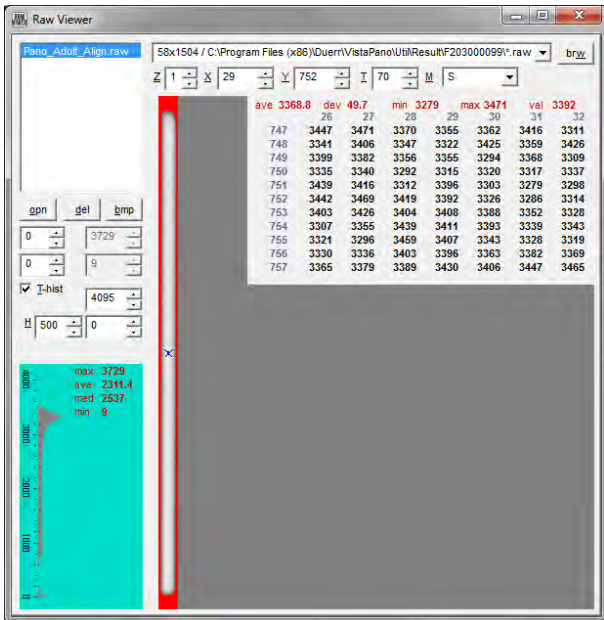 Raw Viewer
Pano_Adult_Align.raw
58x1504 / C:\Program Files (x86)\Duerr\VistaPano\Util\Result\F203000099\*.raw
brw
Z 1 X 29 Y 752 T 70 M S
ave 3368.8 dev 49.7 min 3279 max 3471 val 3392
26 27 28 29 30 31 32
747 3447 3471 3370 3355 3362 3416 3311
748 3341 3406 3347 3322 3425 3359 3426
749 3399 3382 3356 3355 3294 3368 3309
750 3335 3340 3292 3315 3320 3317 3337
751 3439 3416 3312 3396 3303 3279 3298
752 3442 3469 3419 3392 3326 3286 3314
753 3403 3426 3404 3408 3388 3352 3328
754 3307 3355 3439 3411 3393 3339 3343
755 3321 3296 3459 3407 3343 3328 3319
756 3330 3336 3403 3396 3363 3382 3369
757 3365 3379 3389 3430 3406 3447 3465
opn del bmp
0 3729
0 9
T-hist
4095
H 500 0
max 3729
ave 2311.4
med 2537
min 9
4000
3000
2000
1000
0